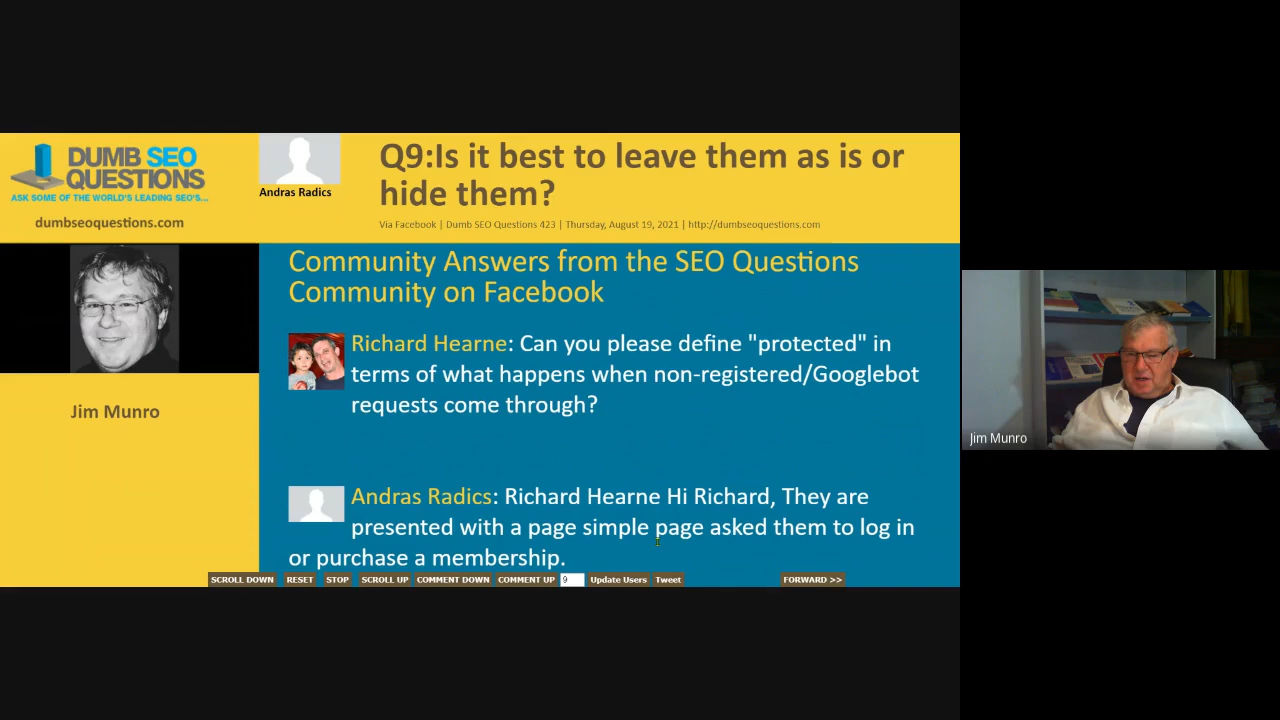 DUMB SEO
QUESTIONS
ASK SOME OF THE WORLD'S LEADING SEO'S...
dumbseoquestions.com
Andras Radics
Q9:Is it best to leave them as is or
hide them?
Via Facebook | Dumb SEO Questions 423 | Thursday, August 19, 2021 | http://dumbseoquestions.com
Jim Munro
Community Answers from the SEO Questions
Community on Facebook
Richard Hearne: Can you please define "protected" in
terms of what happens when non-registered/Googlebot
requests come through?
Andras Radics: Richard Hearne Hi Richard, They are
presented with a page simple page asked them to log in
or purchase a membership.
SCROLL DOWN RESET STOP SCROLL UP COMMENT DOWN COMMENT UP 9 Update Users Tweet FORWARD >>
Jim Munro